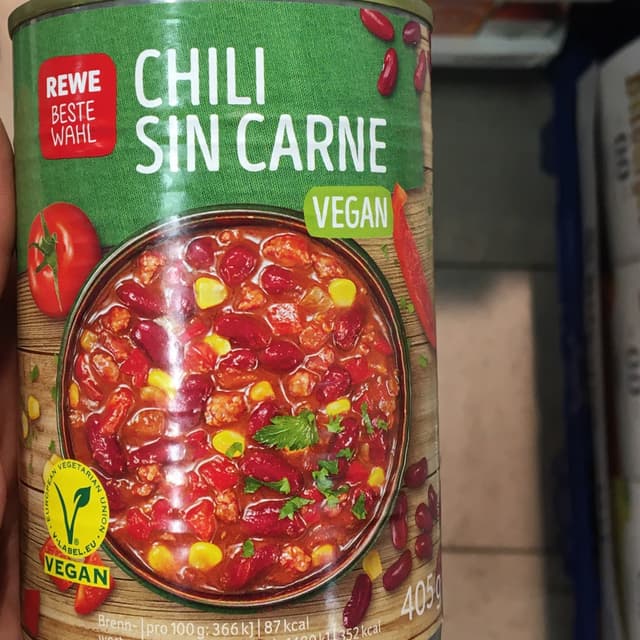 REWE
BESTE
WAHL
CHILI
SIN CARNE
VEGAN
EUROPEAN VEGETARIAN UNION
V-LABEL.EU
VEGAN
405g
Brenn- pro 100 g: 366 kJ 87 kcal
352 kcal